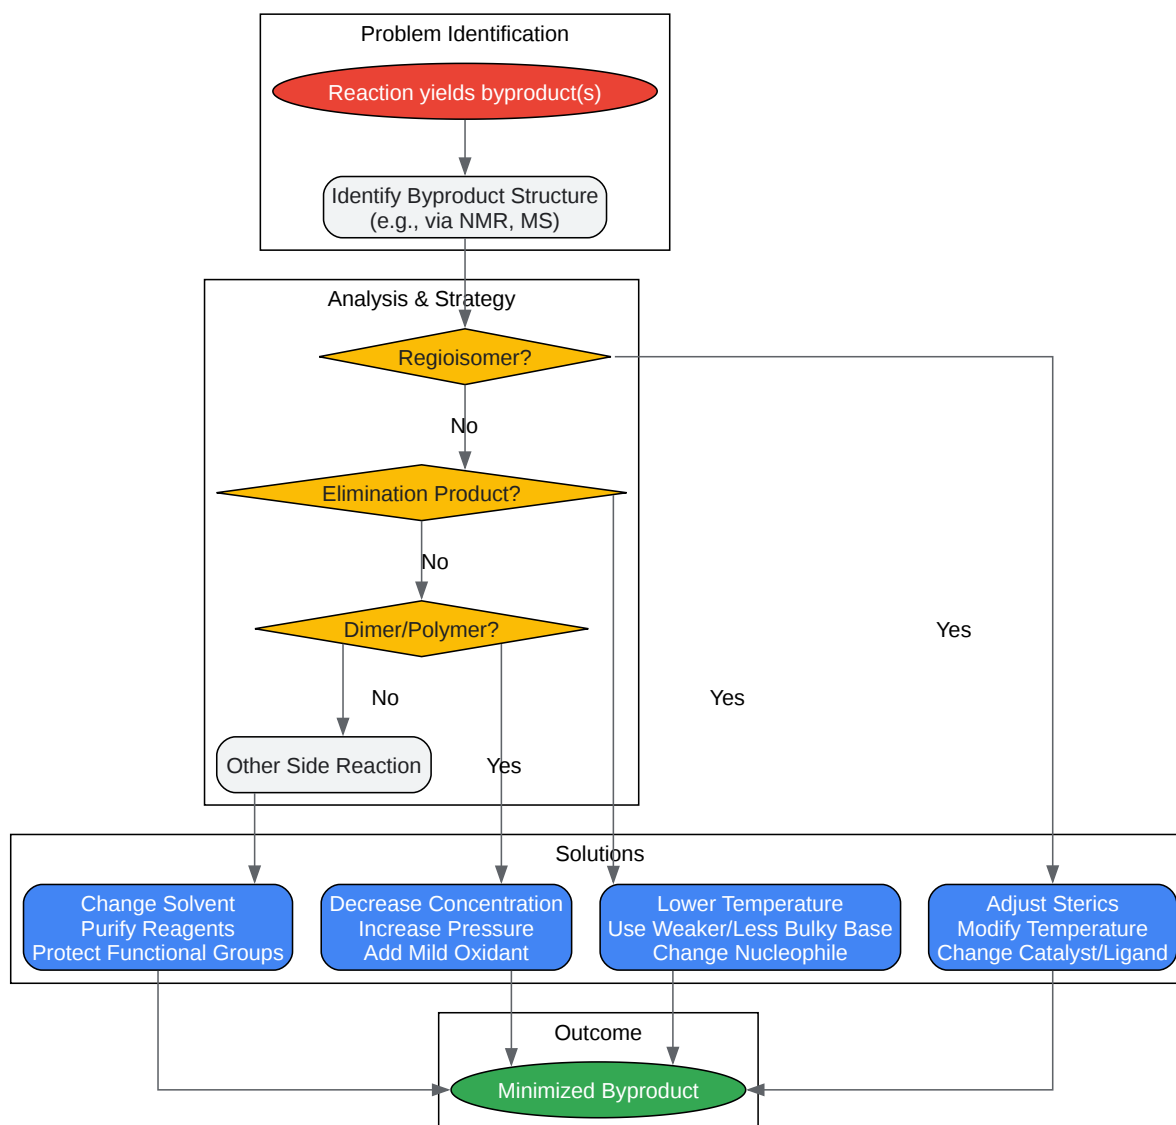 Problem Identification
Reaction yields byproduct(s)
Identify Byproduct Structure
(e.g., via NMR, MS)
Analysis & Strategy
Regioisomer?
No
Elimination Product?
No
Dimer/Polymer?
Yes
No
Yes
Other Side Reaction
Yes
Solutions
Change Solvent
Purify Reagents
Protect Functional Groups
Decrease Concentration
Increase Pressure
Add Mild Oxidant
Lower Temperature
Use Weaker/Less Bulky Base
Change Nucleophile
Adjust Sterics
Modify Temperature
Change Catalyst/Ligand
Outcome
Minimized Byproduct